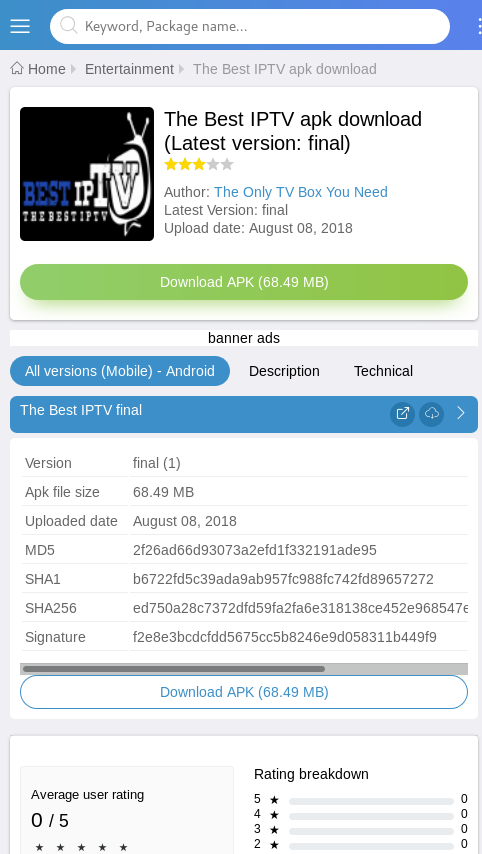 Keyword, Package name...
Home Entertainment The Best IPTV apk download
BEST IPTV
THE BEST IPTV
The Best IPTV apk download
(Latest version: final)
Author: The Only TV Box You Need
Latest Version: final
Upload date: August 08, 2018
Download APK (68.49 MB)
banner ads
All versions (Mobile) - Android Description Technical
The Best IPTV final
Version final (1)
Apk file size 68.49 MB
Uploaded date August 08, 2018
MD5 2f26ad66d93073a2efd1f332191ade95
SHA1 b6722fd5c39ada9ab957fc988fc742fd89657272
SHA256 ed750a28c7372dfd59fa2fa6e318138ce452e968547e
Signature f2e8e3bcdcfdd5675cc5b8246e9d058311b449f9
Download APK (68.49 MB)
Average user rating
0 / 5
★ ★ ★ ★ ★
Rating breakdown
5 ★ 0
4 ★ 0
3 ★ 0
2 ★ 0